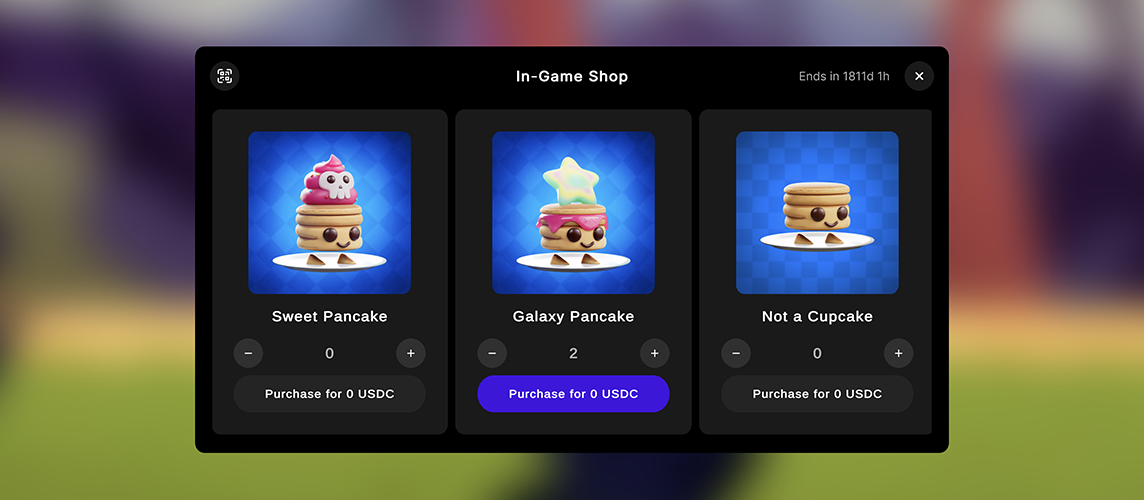 In-Game Shop
Ends in 1811d 1h
Sweet Pancake
0
Purchase for 0 USDC
Galaxy Pancake
2
Purchase for 0 USDC
Not a Cupcake
0
Purchase for 0 USDC